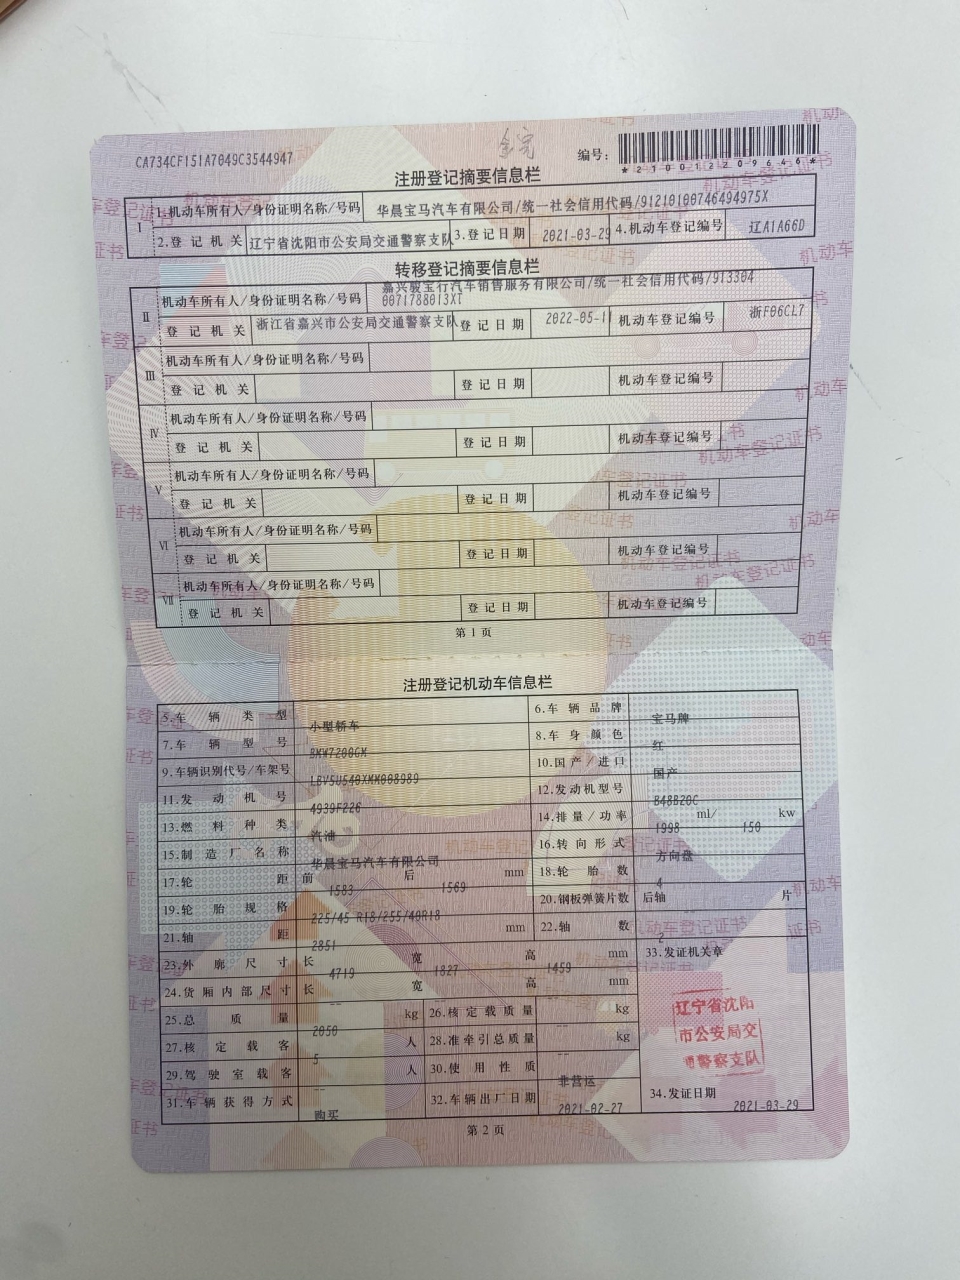 CA734CF151A7049C3544947
编号：
*210012209646*
注册登记摘要信息栏
Ⅰ 1.机动车所有人/身份证明名称/号码 华晨宝马汽车有限公司/统一社会信用代码/91210100746494975X
2.登记机关 辽宁省沈阳市公安局交通警察支队 3.登记日期 2021-03-29 4.机动车登记编号 辽A1A66D
转移登记摘要信息栏
Ⅱ 机动车所有人/身份证明名称/号码 嘉兴骏宝行汽车销售服务有限公司/统一社会信用代码/913304
0071788013XT
登记机关 浙江省嘉兴市公安局交通警察支队 登记日期 2022-05-11 机动车登记编号 浙F06CL7
Ⅲ 机动车所有人/身份证明名称/号码
登记机关 登记日期 机动车登记编号
Ⅳ 机动车所有人/身份证明名称/号码
登记机关 登记日期 机动车登记编号
Ⅴ 机动车所有人/身份证明名称/号码
登记机关 登记日期 机动车登记编号
Ⅵ 机动车所有人/身份证明名称/号码
登记机关 登记日期 机动车登记编号
Ⅶ 机动车所有人/身份证明名称/号码
登记机关 登记日期 机动车登记编号
第1页
注册登记机动车信息栏
5.车辆类型 小型轿车 6.车辆品牌 宝马牌
7.车辆型号 BMW7200GM 8.车身颜色 红
9.车辆识别代号/车架号 LBV5U540XMM008989 10.国产/进口 国产
11.发动机号 4939F226 12.发动机型号 B48B20C
13.燃料种类 汽油 14.排量/功率 1998 ml/ 150 kw
15.制造厂名称 华晨宝马汽车有限公司 16.转向形式 方向盘
17.轮距 前 1583 后 1569 mm 18.轮胎数 4
19.轮胎规格 225/45 R18/255/40R18 20.钢板弹簧片数 后轴 -- 片
21.轴距 2851 mm 22.轴数 2
23.外廓尺寸 长 4719 宽 1827 高 1459 mm 33.发证机关章
24.货厢内部尺寸 长 -- 宽 -- 高 -- mm
25.总质量 2050 kg 26.核定载质量 -- kg
27.核定载客 5 人 28.准牵引总质量 -- kg
29.驾驶室载客 -- 人 30.使用性质 非营运
31.车辆获得方式 购买 32.车辆出厂日期 2021-02-27 34.发证日期 2021-03-29
辽宁省沈阳
市公安局交
通警察支队
第2页